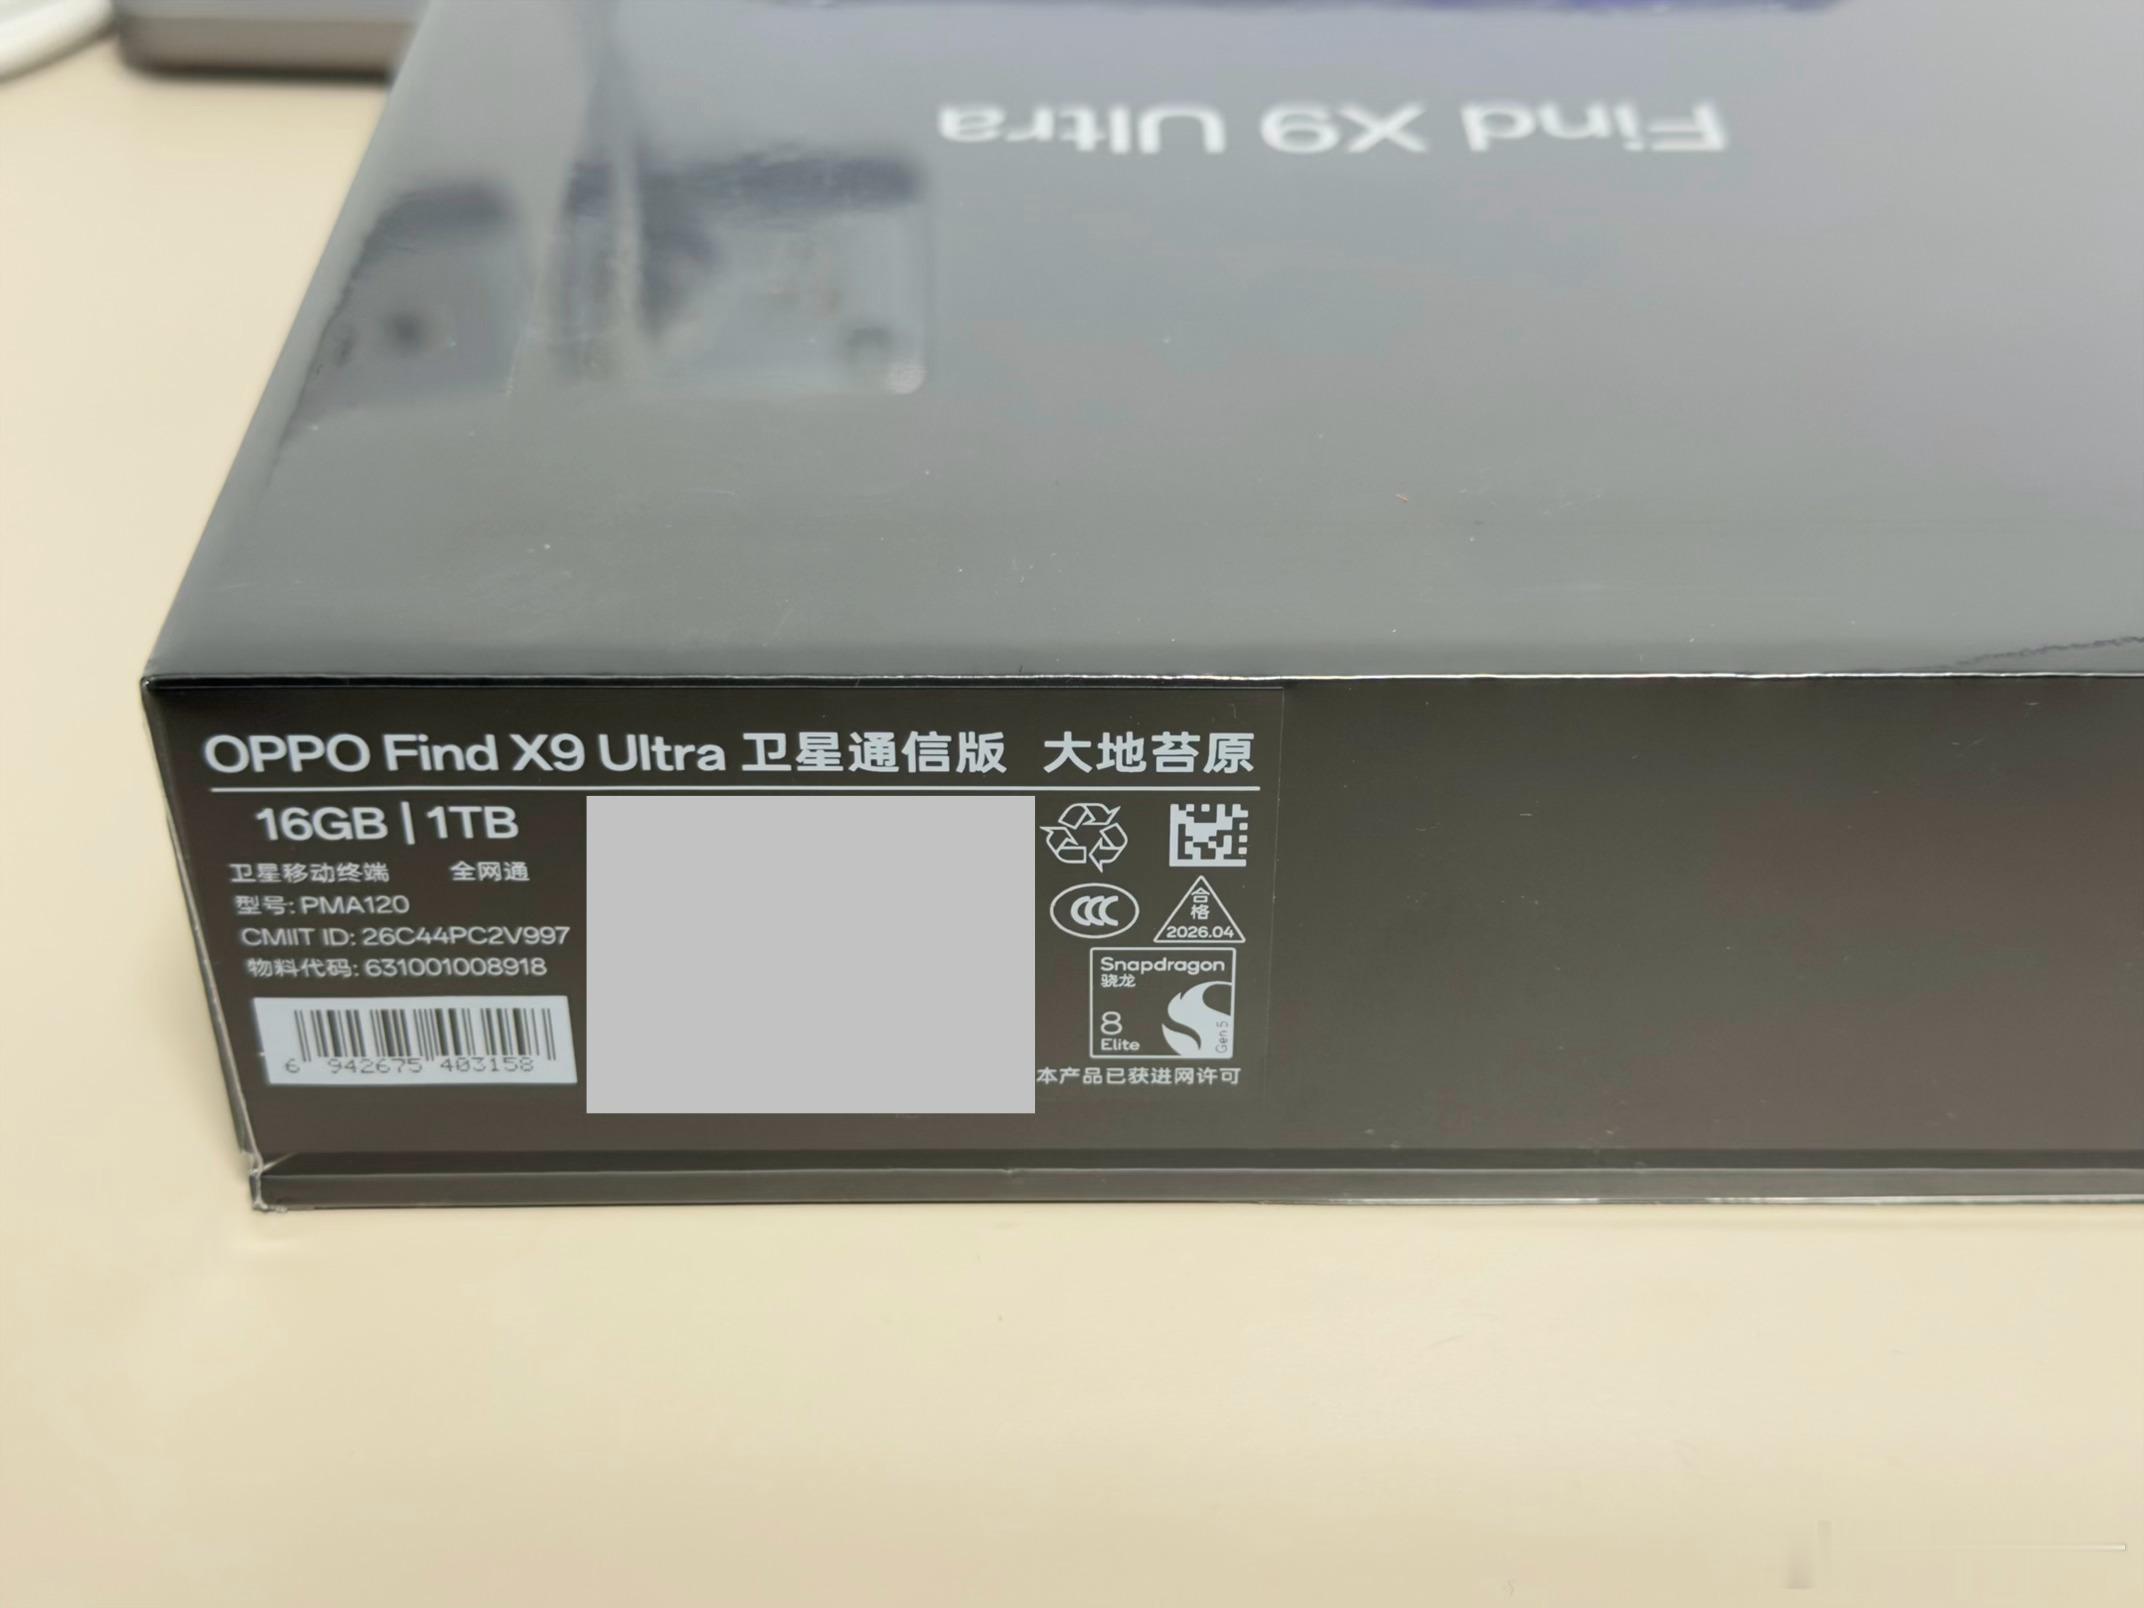 Find X9 Ultra
OPPO Find X9 Ultra 卫星通信版 大地苔原
16GB | 1TB
卫星移动终端 全网通
型号: PMA120
CMIIT ID: 26C44PC2V997
物料代码: 631001008918
6 942675 403158
CCC
合格
2026.04
Snapdragon
骁龙
8
Elite
Gen 5
本产品已获进网许可